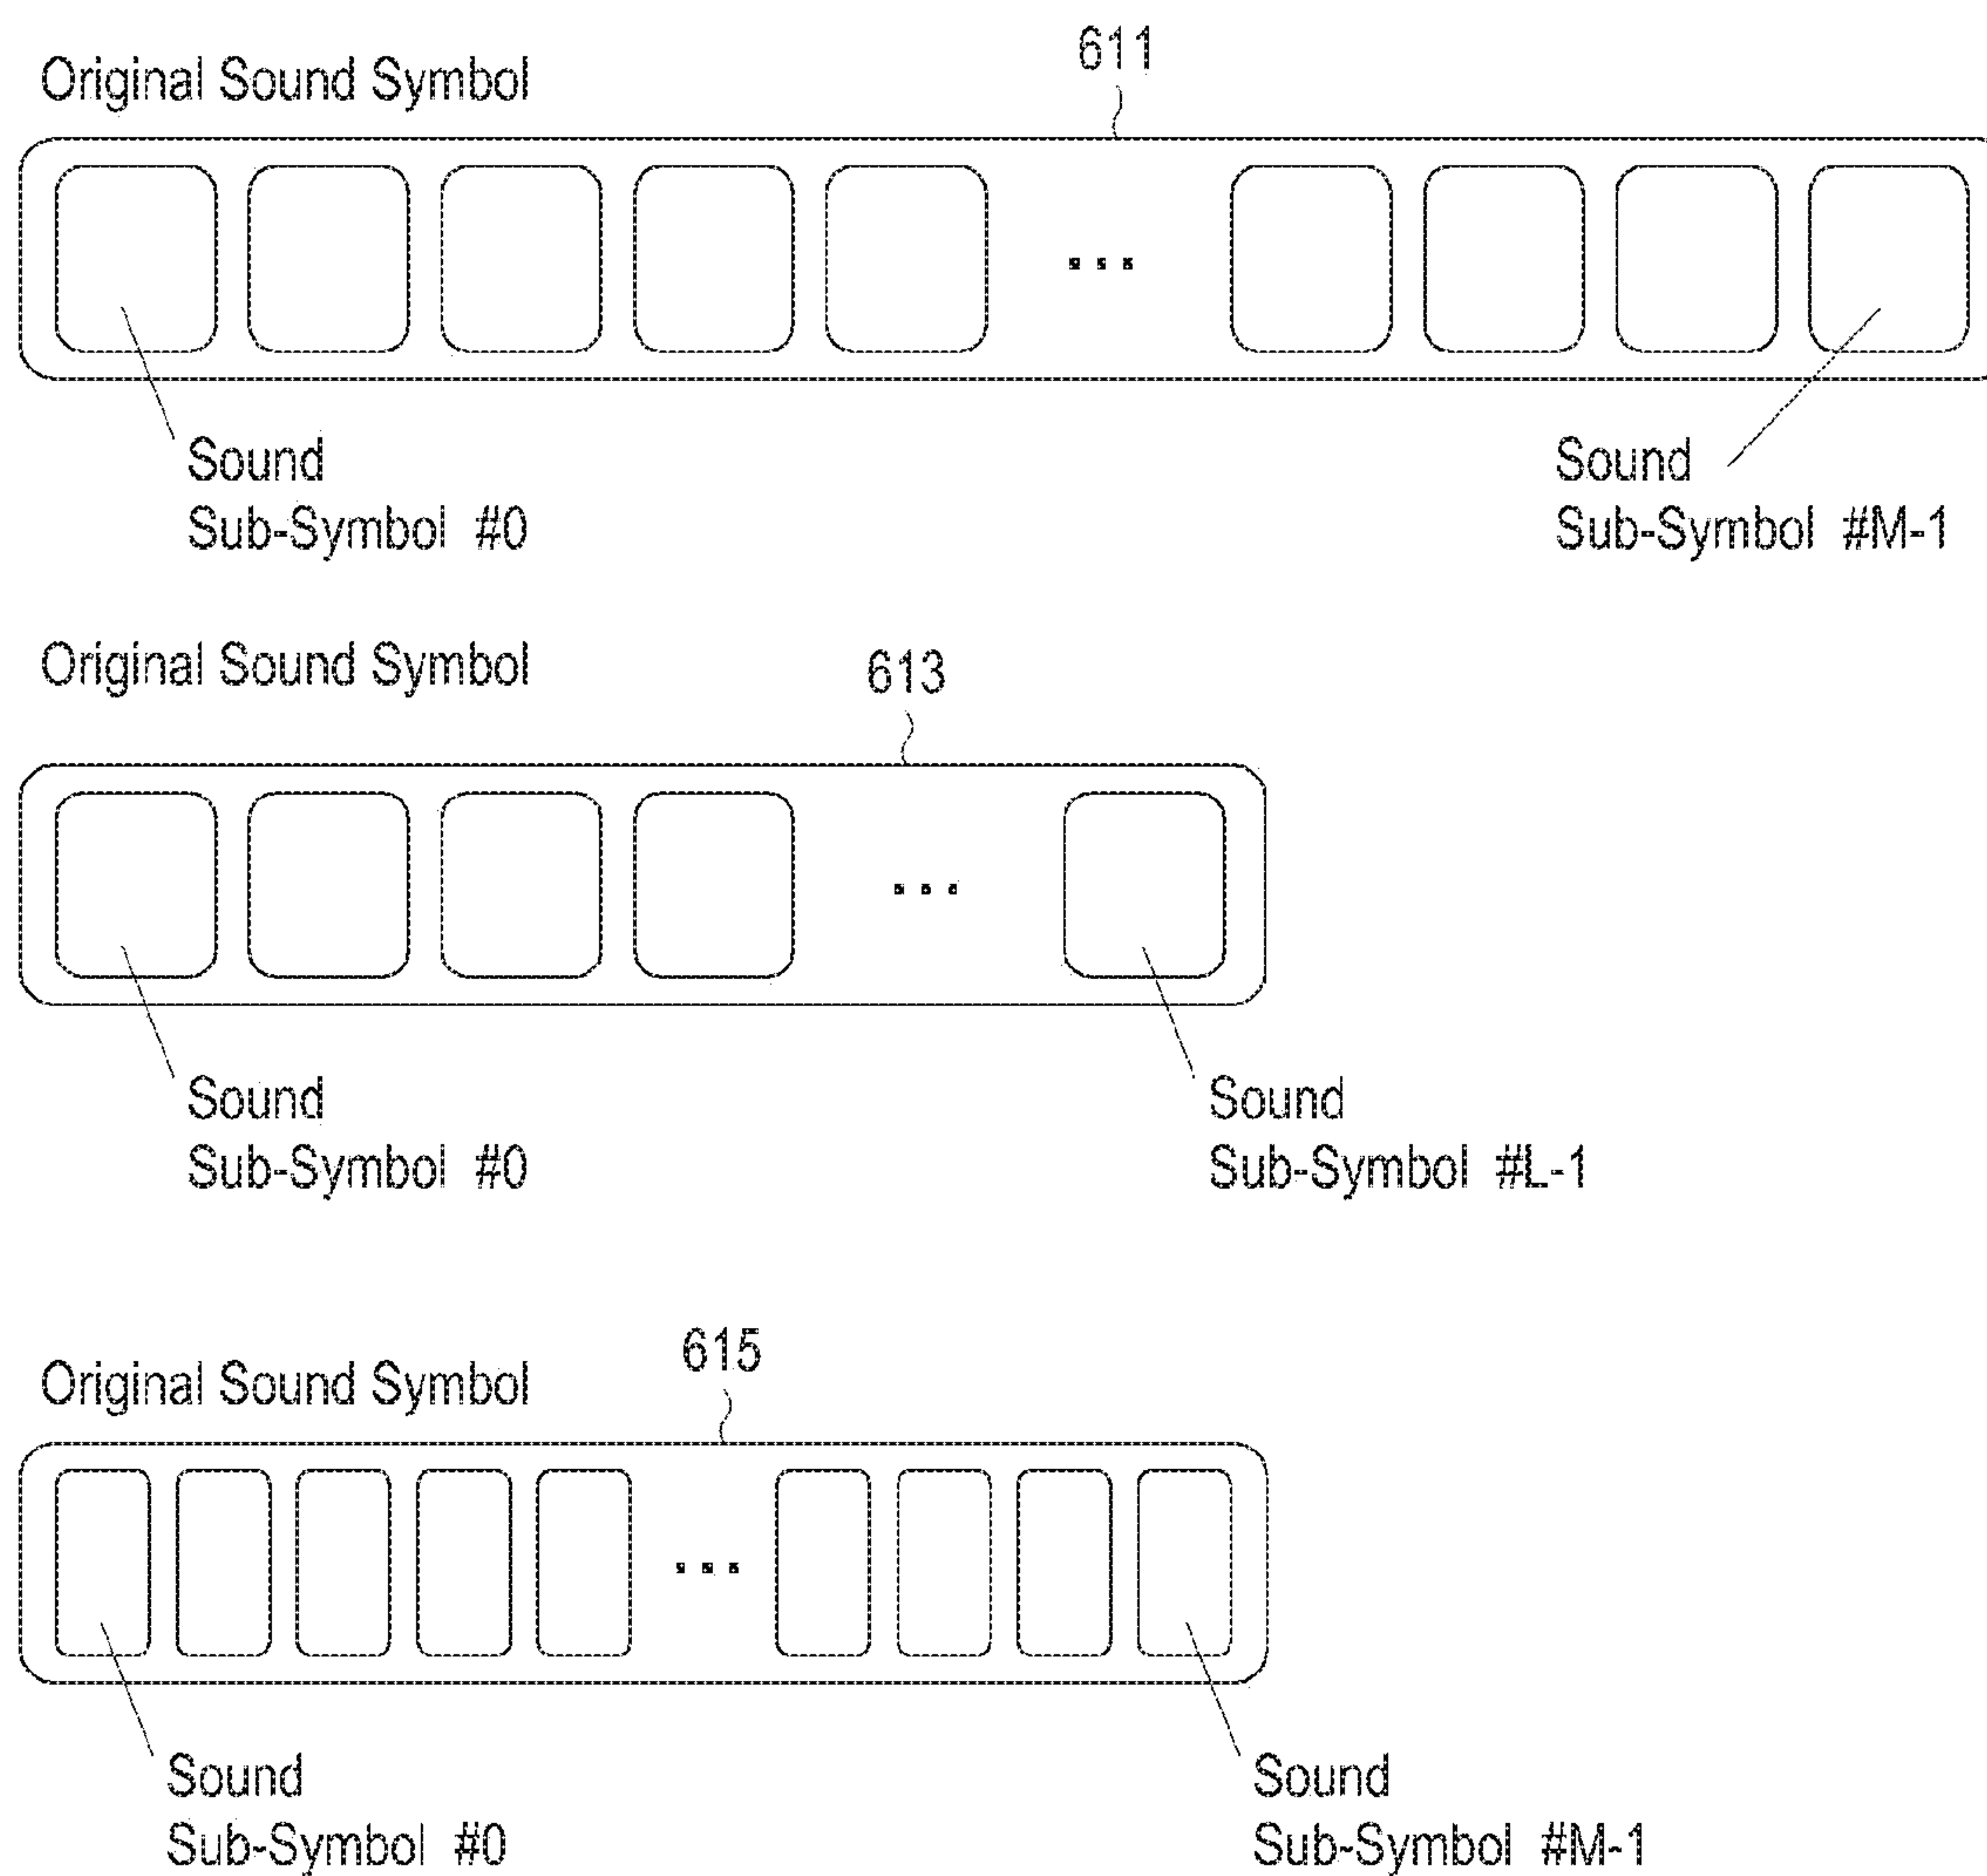 611
Original Sound Symbol
...
Sound
Sub-Symbol #0
Sound
Sub-Symbol #M-1
Original Sound Symbol
613
...
Sound
Sub-Symbol #0
Sound
Sub-Symbol #L-1
615
Original Sound Symbol
...
Sound
Sub-Symbol #0
Sound
Sub-Symbol #M-1